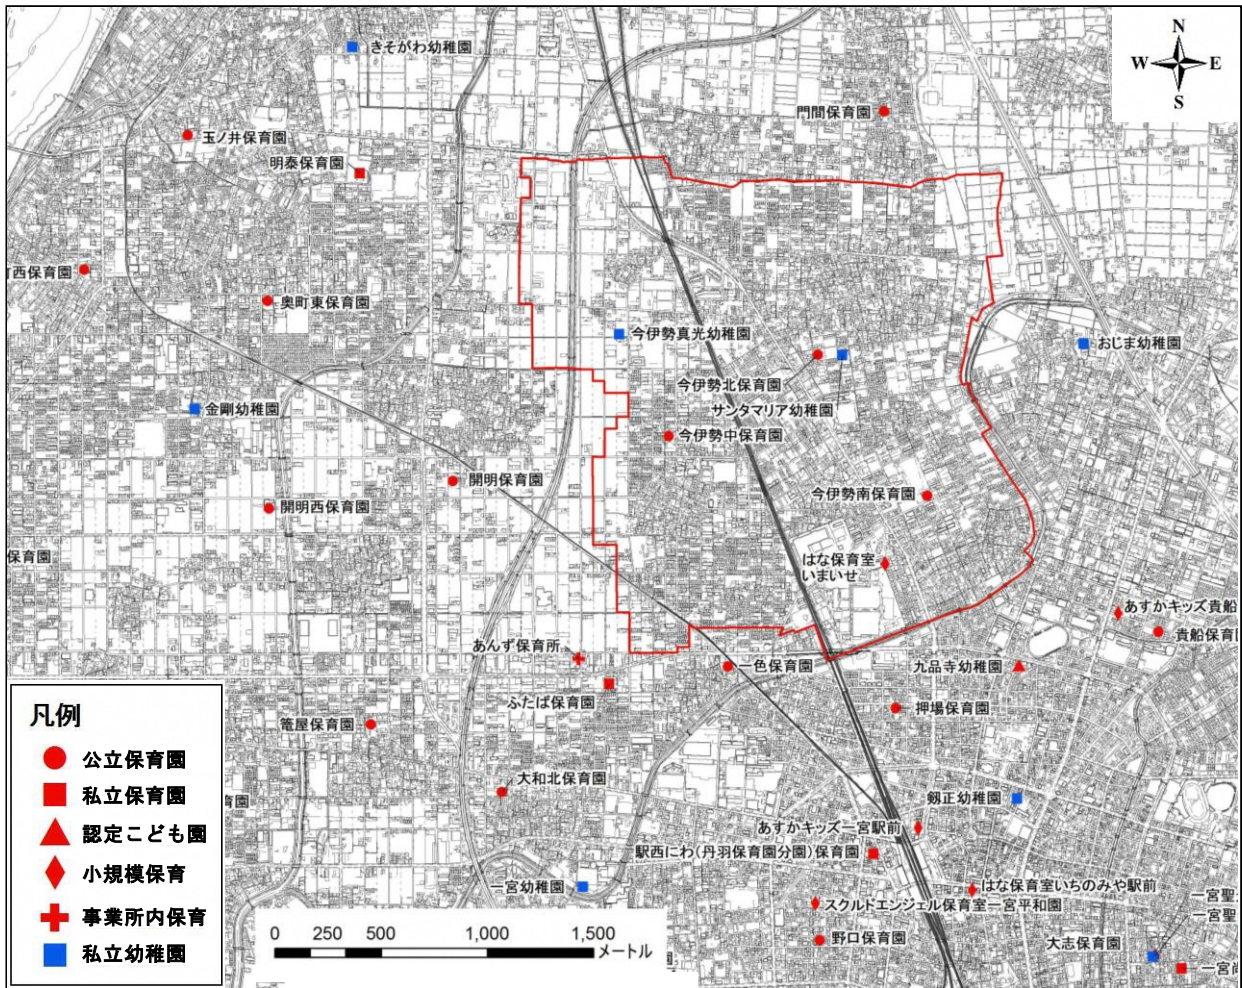 きそがわ幼稚園
N
W
E
S
門間保育園
玉ノ井保育園
明泰保育園
町西保育園
奥町東保育園
今伊勢真光幼稚園
おじま幼稚園
今伊勢北保育園
サンタマリア幼稚園
金剛幼稚園
今伊勢中保育園
開明保育園
今伊勢南保育園
開明西保育園
保育園
はな保育室
いまいせ
あすかキッズ貴船
貴船保育園
あんず保育所
一色保育園
九品寺幼稚園
ふたば保育園
押場保育園
篭屋保育園
大和北保育園
剱正幼稚園
育園
あすかキッズ一宮駅前
駅西にわ(丹羽保育園分園)保育園
一宮幼稚園
はな保育室いちのみや駅前
スクルドエンジェル保育室一宮平和園
一宮聖
一宮聖
野口保育園
大志保育園
一宮尚
園
凡例
公立保育園
私立保育園
認定こども園
小規模保育
事業所内保育
私立幼稚園
0 250 500 1,000 1,500
メートル